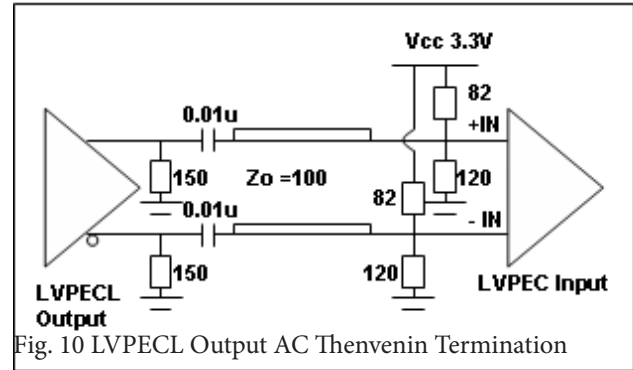 Vcc 3.3V
82
0.01u
+IN
150
Zo =100
120
0.01u
82
- IN
150
120
LVPECL
Output
LVPEC Input
Fig. 10 LVPECL Output AC Thenvenin Termination